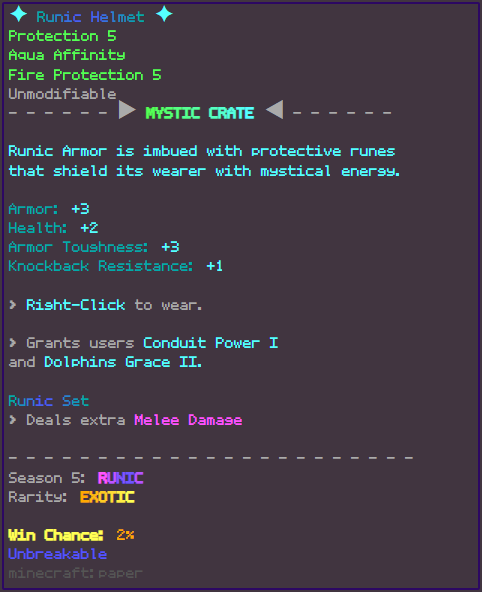 ✦ Runic Helmet ✦
Protection 5
Aqua Affinity
Fire Protection 5
Unmodifiable
- - - - - - ▶ MYSTIC CRATE ◀ - - - - - -
Runic Armor is imbued with protective runes
that shield its wearer with mystical energy.
Armor: +3
Health: +2
Armor Toughness: +3
Knockback Resistance: +1
> Right-Click to wear.
> Grants users Conduit Power I
and Dolphins Grace II.
Runic Set
> Deals extra Melee Damage
- - - - - - - - - - - - - - - - - - - - - - - -
Season 5: RUNIC
Rarity: EXOTIC
Win Chance: 2%
Unbreakable
minecraft:paper